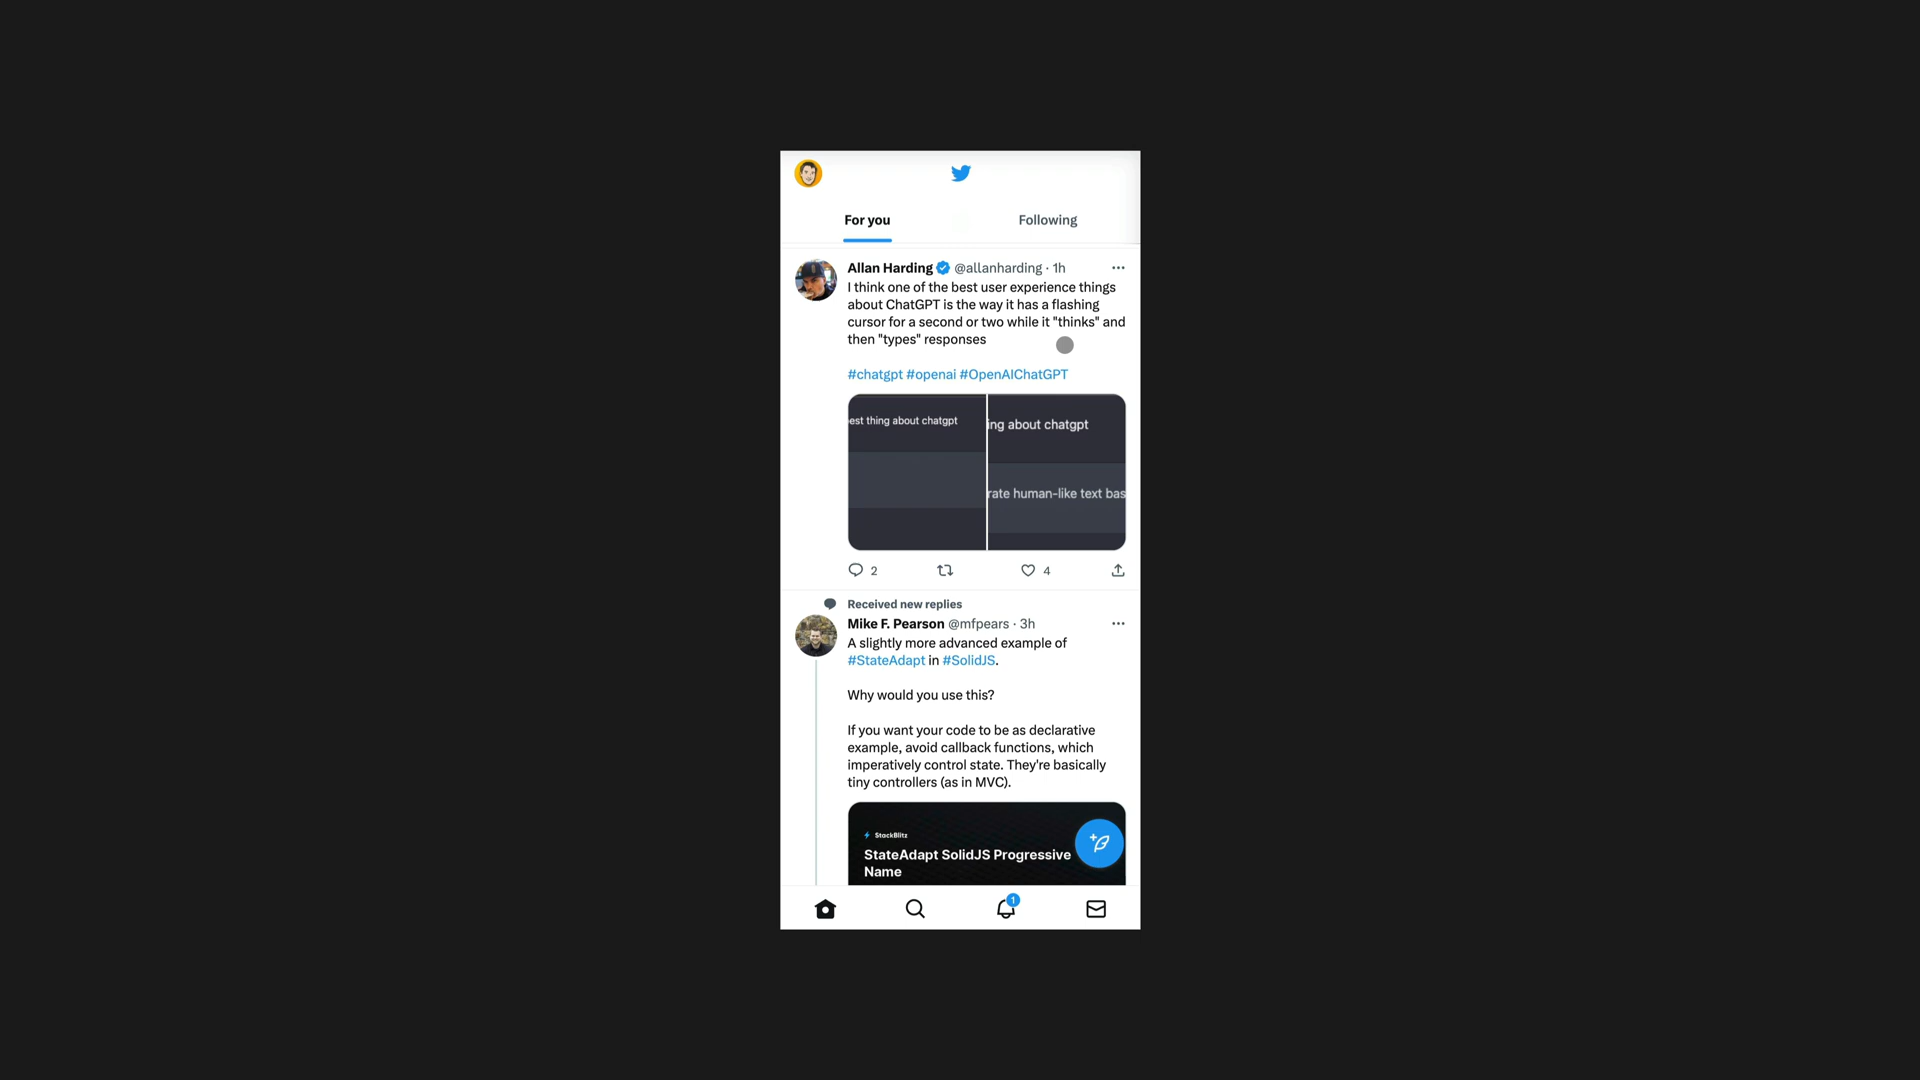 For you
Following
Allan Harding @allanharding · 1h
I think one of the best user experience things
about ChatGPT is the way it has a flashing
cursor for a second or two while it "thinks" and
then "types" responses
#chatgpt #openai #OpenAIChatGPT
est thing about chatgpt
ing about chatgpt
rate human-like text bas
2
4
Received new replies
Mike F. Pearson @mfpears · 3h
A slightly more advanced example of
#StateAdapt in #SolidJS.
Why would you use this?
If you want your code to be as declarative
example, avoid callback functions, which
imperatively control state. They're basically
tiny controllers (as in MVC).
StackBlitz
StateAdapt SolidJS Progressive
Name
1